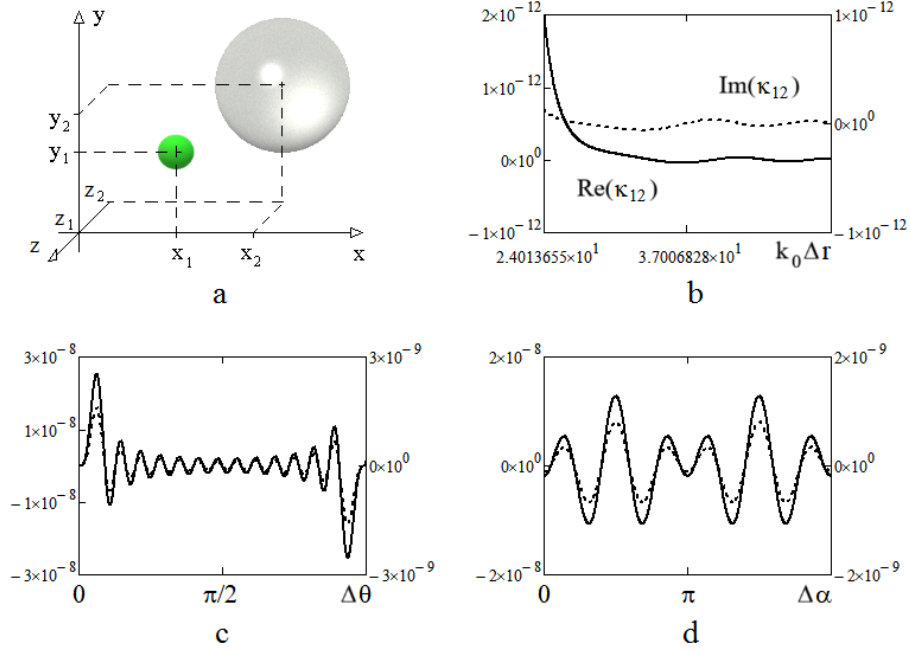 y
y₂
y₁
z₂
z₁
z
x₁
x₂
x
a
2×10⁻¹²
1×10⁻¹²
0×10⁰
−1×10⁻¹²
1×10⁻¹²
0×10⁰
−1×10⁻¹²
Im(κ₁₂)
Re(κ₁₂)
2.4013655×10¹
3.7006828×10¹
k₀Δr
b
3×10⁻⁸
1×10⁻⁸
−1×10⁻⁸
−3×10⁻⁸
3×10⁻⁹
0×10⁰
−3×10⁻⁹
0
π/2
Δθ
c
2×10⁻⁸
0×10⁰
−2×10⁻⁸
2×10⁻⁹
0×10⁰
−2×10⁻⁹
0
π
Δα
d